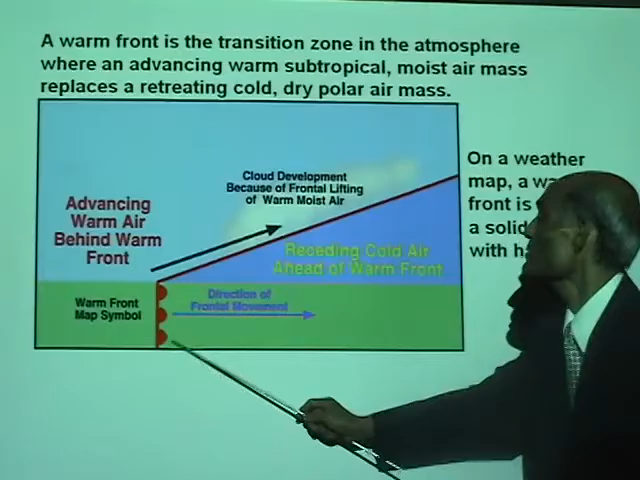 A warm front is the transition zone in the atmosphere
where an advancing warm subtropical, moist air mass
replaces a retreating cold, dry polar air mass.
On a weather
map, a
front is
a solid
with
Cloud Development
Because of Frontal Lifting
of Warm Moist Air
Advancing
Warm Air
Behind Warm
Front
Receding Cold Air
Ahead of Warm Front
Warm Front
Map Symbol
Direction of
Frontal Movement